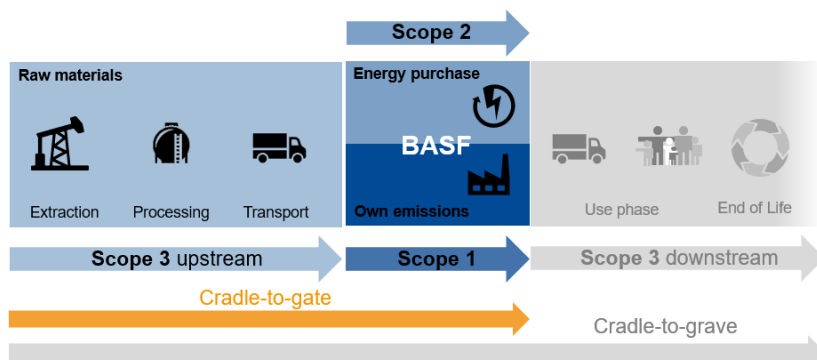 Scope 2
Raw materials
Energy purchase
BASF
Own emissions
Extraction
Processing
Transport
Use phase
End of Life
Scope 3 upstream
Scope 1
Scope 3 downstream
Cradle-to-gate
Cradle-to-grave